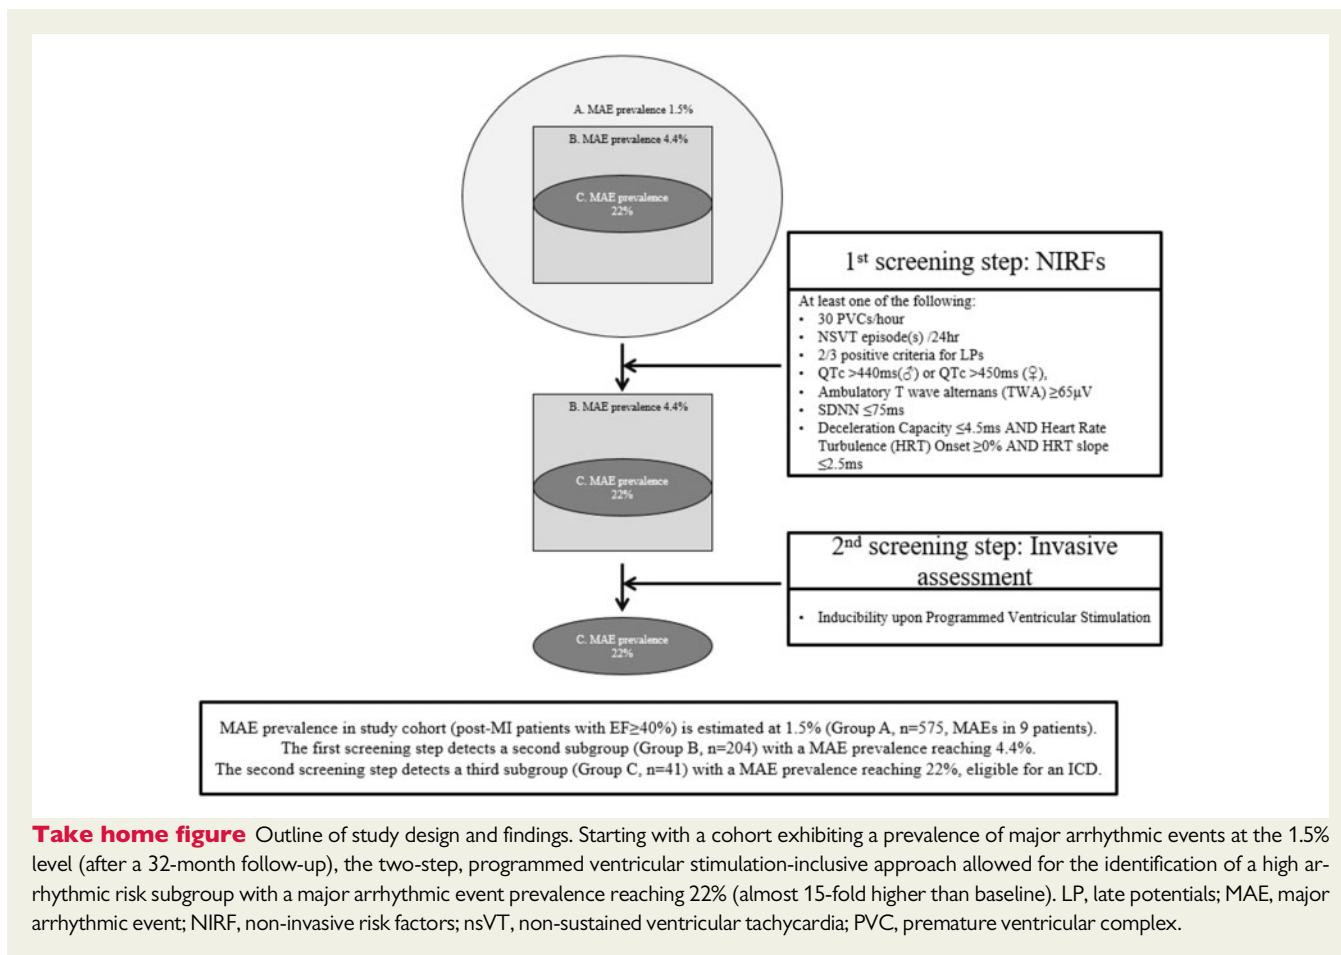 A. MAE prevalence 1.5%
B. MAE prevalence 4.4%
C. MAE prevalence
22%
1st screening step: NIRFs
At least one of the following:
• 30 PVCs/hour
• NSVT episode(s) /24hr
• 2/3 positive criteria for LPs
• QTc >440ms(♂) or QTc >450ms (♀),
• Ambulatory T wave alternans (TWA) ≥65μV
• SDNN ≤75ms
• Deceleration Capacity ≤4.5ms AND Heart Rate
Turbulence (HRT) Onset ≥0% AND HRT slope
≤2.5ms
B. MAE prevalence 4.4%
C. MAE prevalence
22%
2nd screening step: Invasive
assessment
• Inducibility upon Programmed Ventricular Stimulation
C. MAE prevalence
22%
MAE prevalence in study cohort (post-MI patients with EF≥40%) is estimated at 1.5% (Group A, n=575, MAEs in 9 patients).
The first screening step detects a second subgroup (Group B, n=204) with a MAE prevalence reaching 4.4%.
The second screening step detects a third subgroup (Group C, n=41) with a MAE prevalence reaching 22%, eligible for an ICD.
Take home figure Outline of study design and findings. Starting with a cohort exhibiting a prevalence of major arrhythmic events at the 1.5%
level (after a 32-month follow-up), the two-step, programmed ventricular stimulation-inclusive approach allowed for the identification of a high ar-
rhythmic risk subgroup with a major arrhythmic event prevalence reaching 22% (almost 15-fold higher than baseline). LP, late potentials; MAE, major
arrhythmic event; NIRF, non-invasive risk factors; nsVT, non-sustained ventricular tachycardia; PVC, premature ventricular complex.